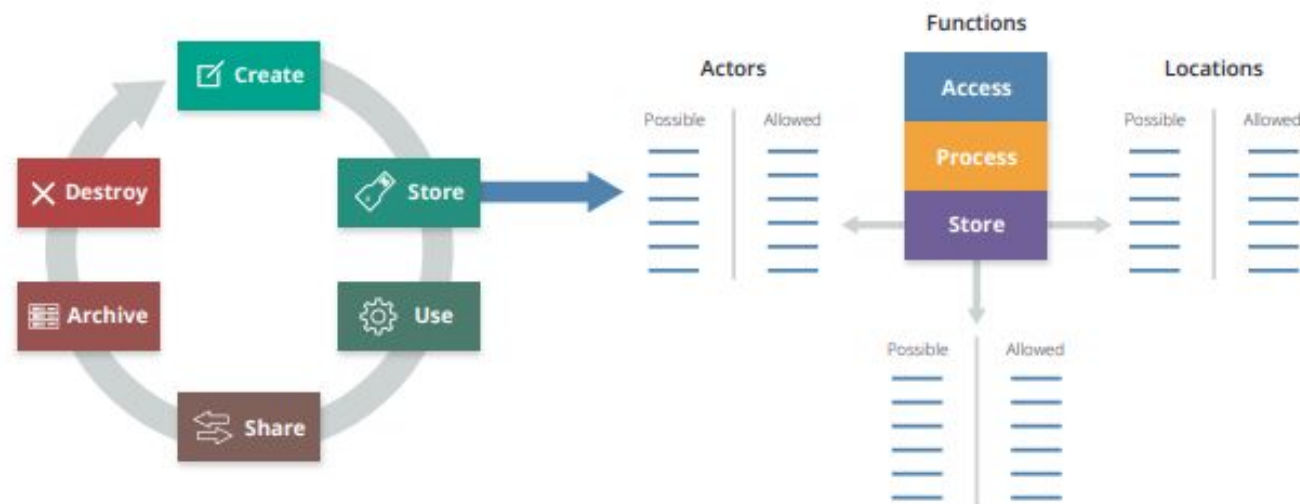 Create
Store
Use
Share
Archive
Destroy
Actors
Possible Allowed
Functions
Access
Process
Store
Locations
Possible Allowed
Possible Allowed